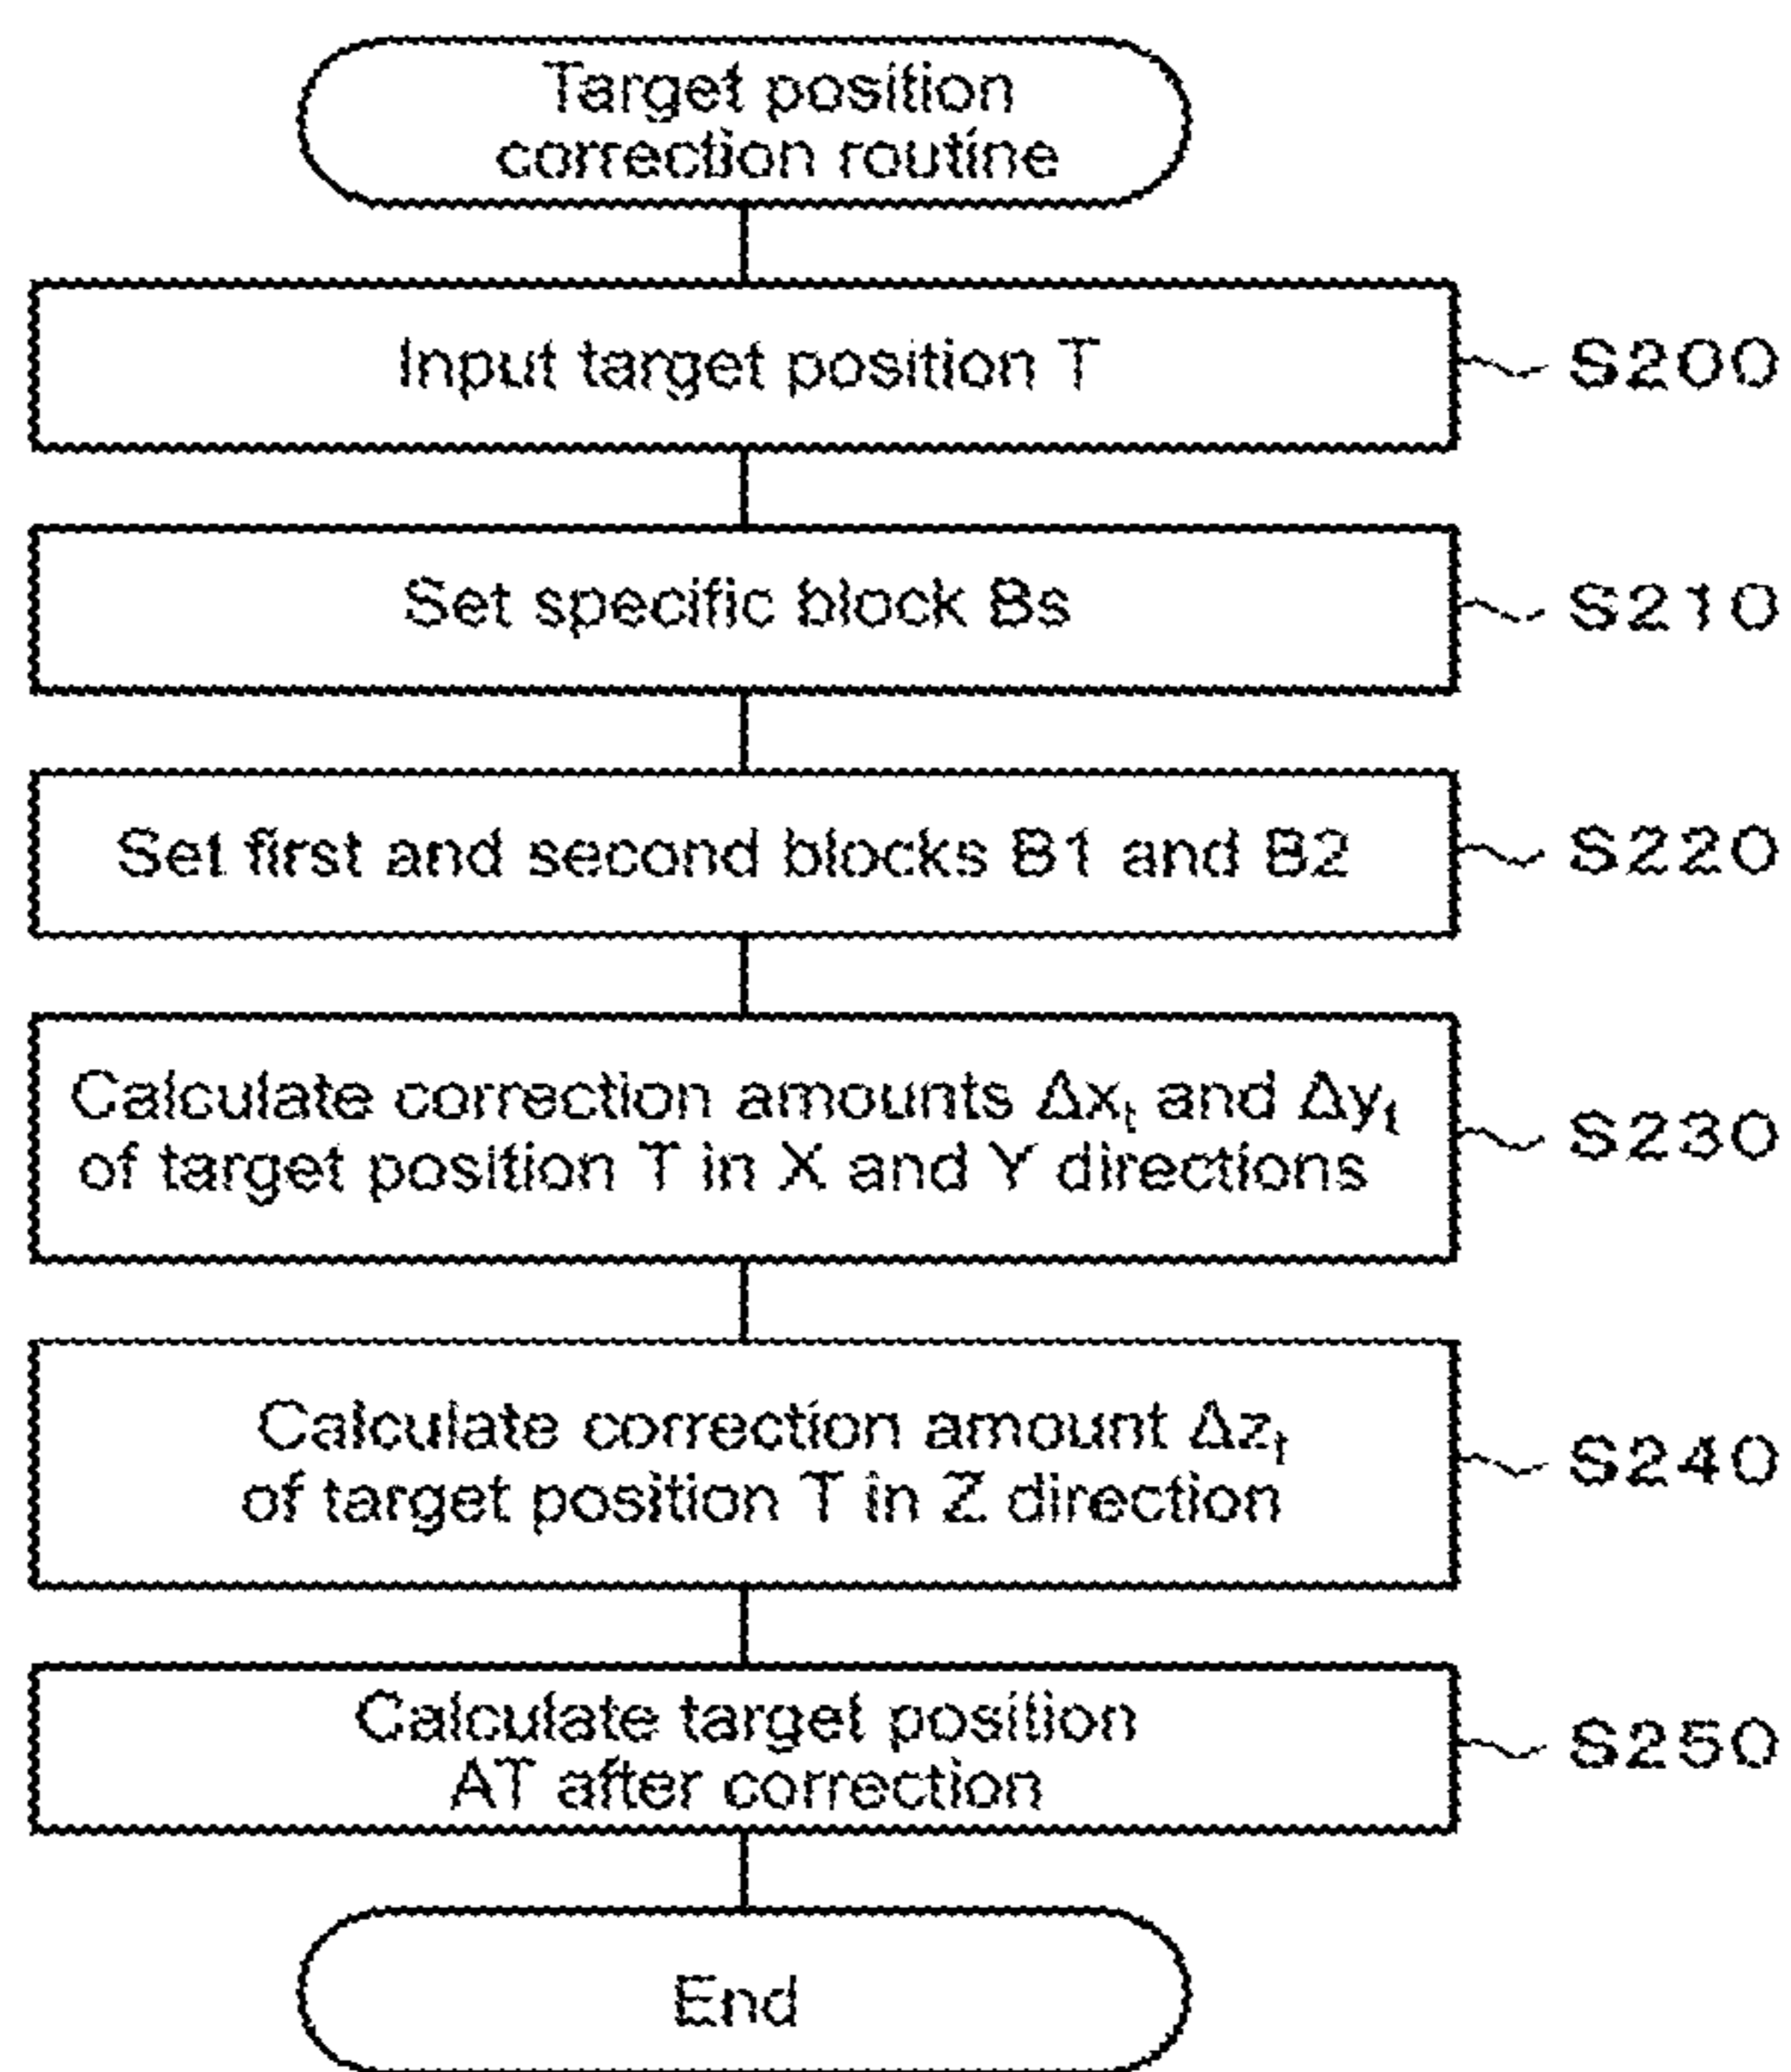 Target position
correction routine
Input target position T
S200
Set specific block Bs
S210
Set first and second blocks B1 and B2
S220
Calculate correction amounts Δxₜ and Δyₜ
of target position T in X and Y directions
S230
Calculate correction amount Δzₜ
of target position T in Z direction
S240
Calculate target position
AT after correction
S250
End